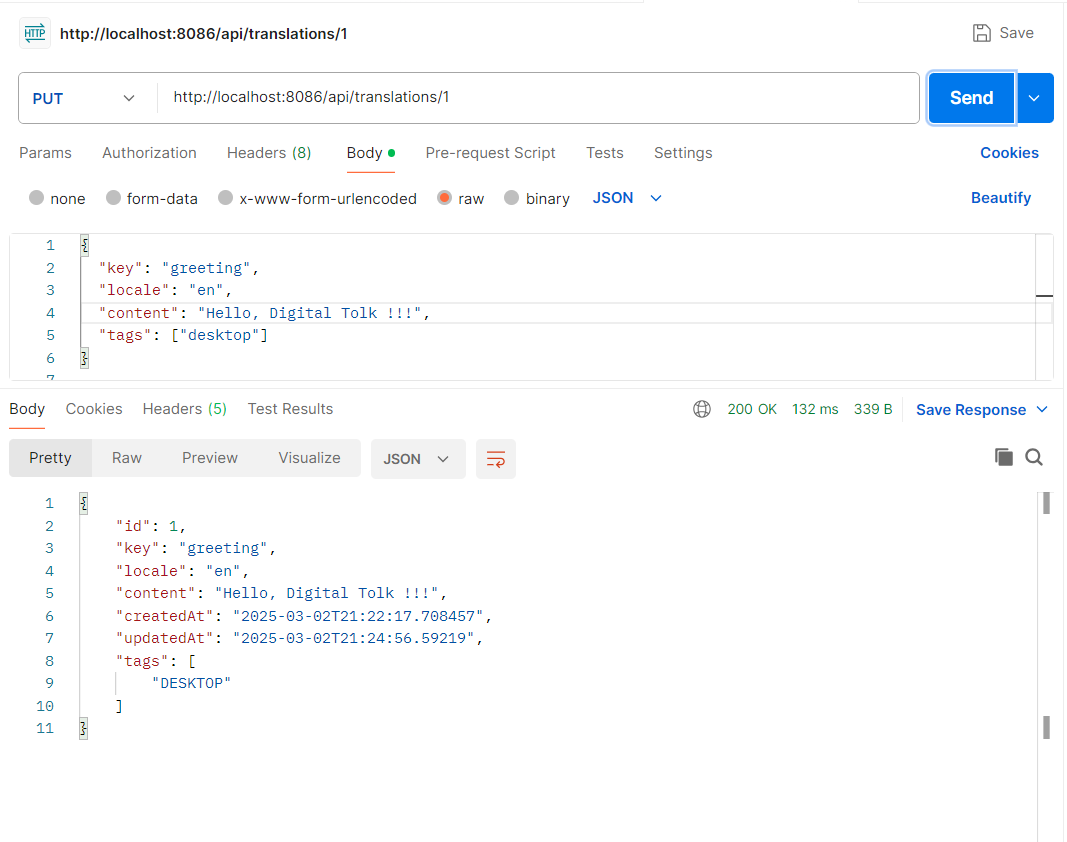 HTTP http://localhost:8086/api/translations/1 Save
PUT http://localhost:8086/api/translations/1 Send
Params Authorization Headers (8) Body Pre-request Script Tests Settings Cookies
none form-data x-www-form-urlencoded raw binary JSON Beautify
1 {
2 "key": "greeting",
3 "locale": "en",
4 "content": "Hello, Digital Tolk !!!",
5 "tags": ["desktop"]
6 }
7
Body Cookies Headers (5) Test Results 200 OK 132 ms 339 B Save Response
Pretty Raw Preview Visualize JSON
1 {
2 "id": 1,
3 "key": "greeting",
4 "locale": "en",
5 "content": "Hello, Digital Tolk !!!",
6 "createdAt": "2025-03-02T21:22:17.708457",
7 "updatedAt": "2025-03-02T21:24:56.59219",
8 "tags": [
9 "DESKTOP"
10 ]
11 }